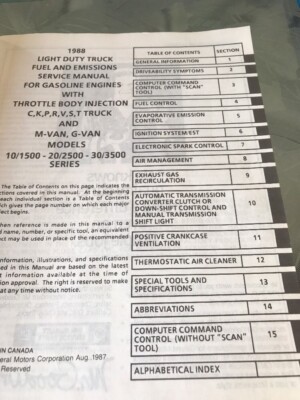 1988
LIGHT DUTY TRUCK
FUEL AND EMISSIONS
SERVICE MANUAL
FOR GASOLINE ENGINES
WITH
THROTTLE BODY INJECTION
C,K,P,R,V,S,T TRUCK
AND
M-VAN, G-VAN
MODELS
10/1500 - 20/2500 - 30/3500
SERIES
The Table of Contents on this page indicates the
sections covered in this manual. At the beginning
each individual section is a Table of Contents
which gives the page number on which each major
ect begins.
hen reference is made in this manual to a
d name, number, or specific tool, an equivalent
uct may be used in place of the recommended
nformation, illustrations, and specifications
ed in this Manual are based on the latest
t information available at the time of
tion approval. The right is reserved to make
at any time without notice.
IN CANADA
eral Motors Corporation Aug. 1987
Reserved
TABLE OF CONTENTS SECTION
GENERAL INFORMATION 1
DRIVEABILITY SYMPTOMS 2
COMPUTER COMMAND 3
CONTROL (WITH "SCAN"
TOOL)
FUEL CONTROL 4
EVAPORATIVE EMISSION 5
CONTROL
IGNITION SYSTEM/EST 6
ELECTRONIC SPARK CONTROL 7
AIR MANAGEMENT 8
EXHAUST GAS 9
RECIRCULATION
AUTOMATIC TRANSMISSION
CONVERTER CLUTCH OR
DOWN-SHIFT CONTROL AND 10
MANUAL TRANSMISSION
SHIFT LIGHT
POSITIVE CRANKCASE 11
VENTILATION
THERMOSTATIC AIR CLEANER 12
SPECIAL TOOLS AND 13
SPECIFICATIONS
ABBREVIATIONS 14
COMPUTER COMMAND 15
CONTROL (WITHOUT "SCAN"
TOOL)
ALPHABETICAL INDEX